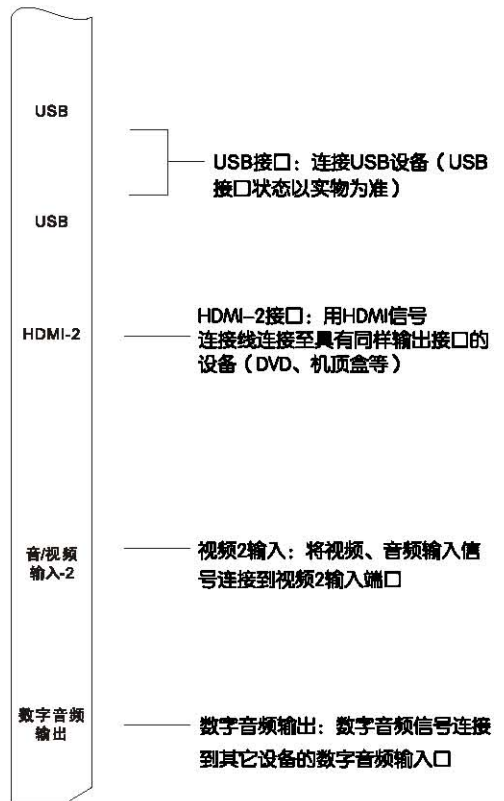 USB
USB接口：连接USB设备（USB
接口状态以实物为准）
USB
HDMI-2
HDMI–2接口：用HDMI信号
连接线连接至具有同样输出接口的
设备（DVD、机顶盒等）
音/视频
输入-2
视频2输入：将视频、音频输入信
号连接到视频2输入端口
数字音频
输出
数字音频输出：数字音频信号连接
到其它设备的数字音频输入口